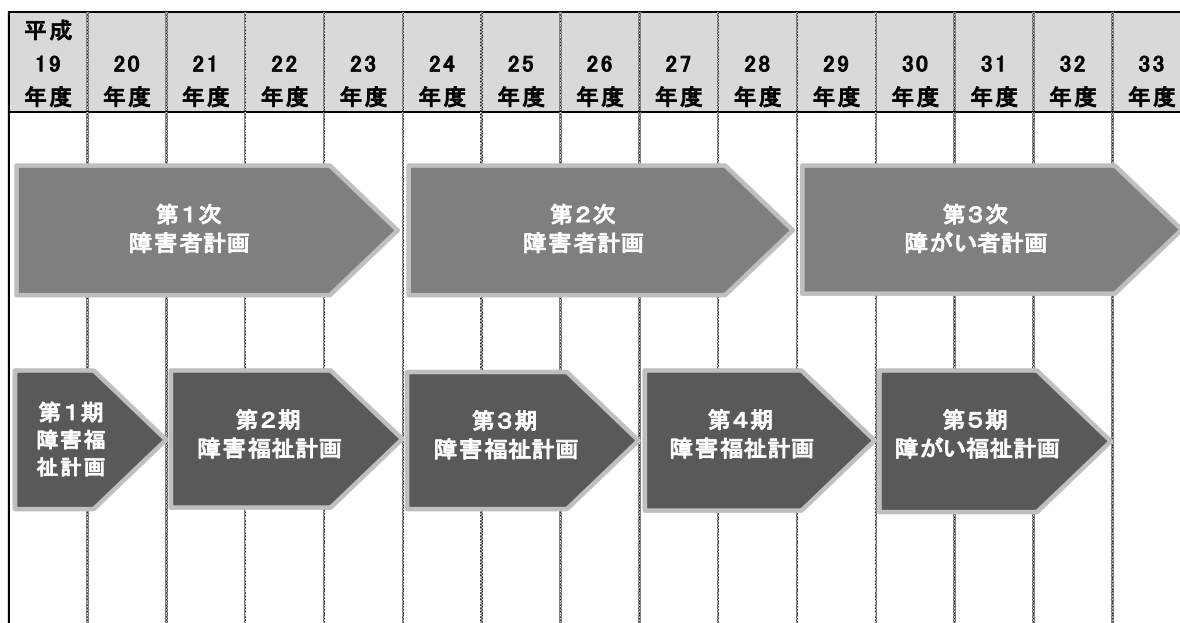 平成
19 20 21 22 23 24 25 26 27 28 29 30 31 32 33
年度 年度 年度 年度 年度 年度 年度 年度 年度 年度 年度 年度 年度 年度 年度
第1次
障害者計画
第2次
障害者計画
第3次
障がい者計画
第1期
障害福
祉計画
第2期
障害福祉計画
第3期
障害福祉計画
第4期
障害福祉計画
第5期
障がい福祉計画